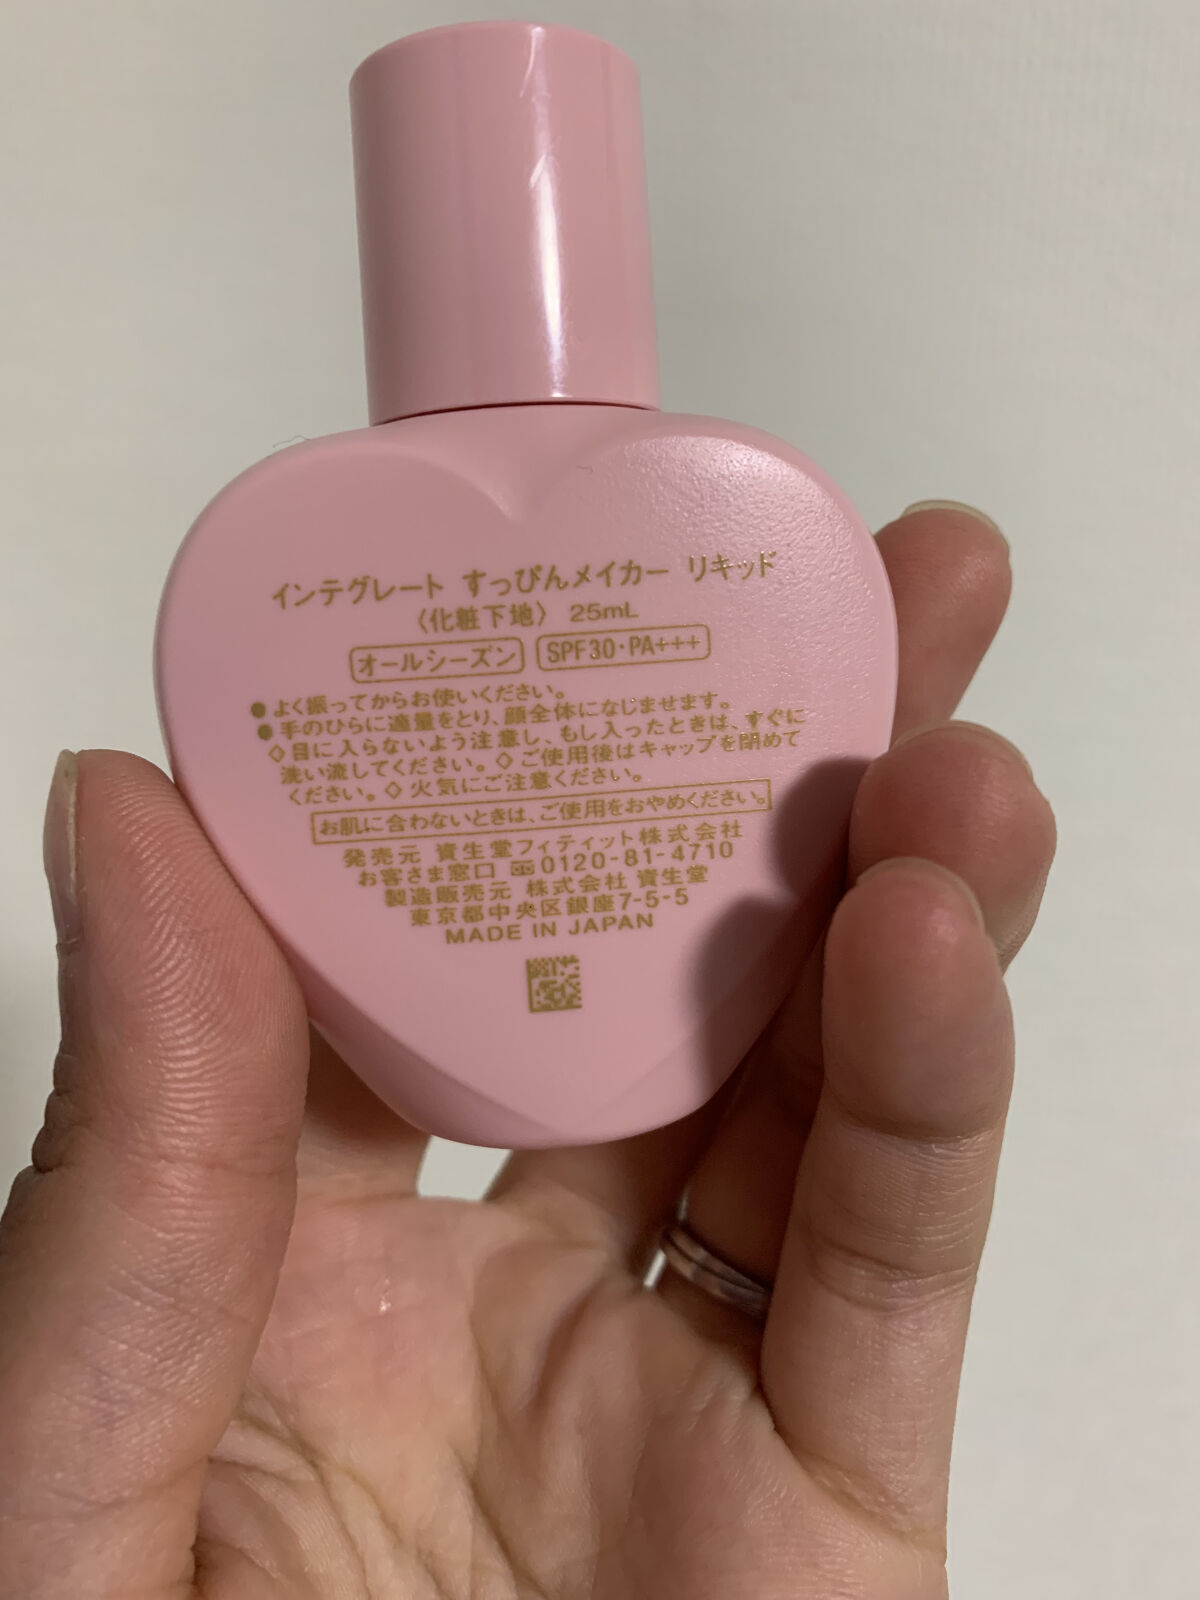 インテグレート すっぴんメイカー リキッド
〈化粧下地〉 25mL
オールシーズン SPF30・PA+++
●よく振ってからお使いください。
●手のひらに適量をとり、顔全体になじませます。
◇目に入らないよう注意し、もし入ったときは、すぐに
洗い流してください。◇ご使用後はキャップを閉めて
ください。◇火気にご注意ください。
お肌に合わないときは、ご使用をおやめください。
発売元 資生堂フィティット株式会社
お客さま窓口 0120-81-4710
製造販売元 株式会社 資生堂
東京都中央区銀座7-5-5
MADE IN JAPAN